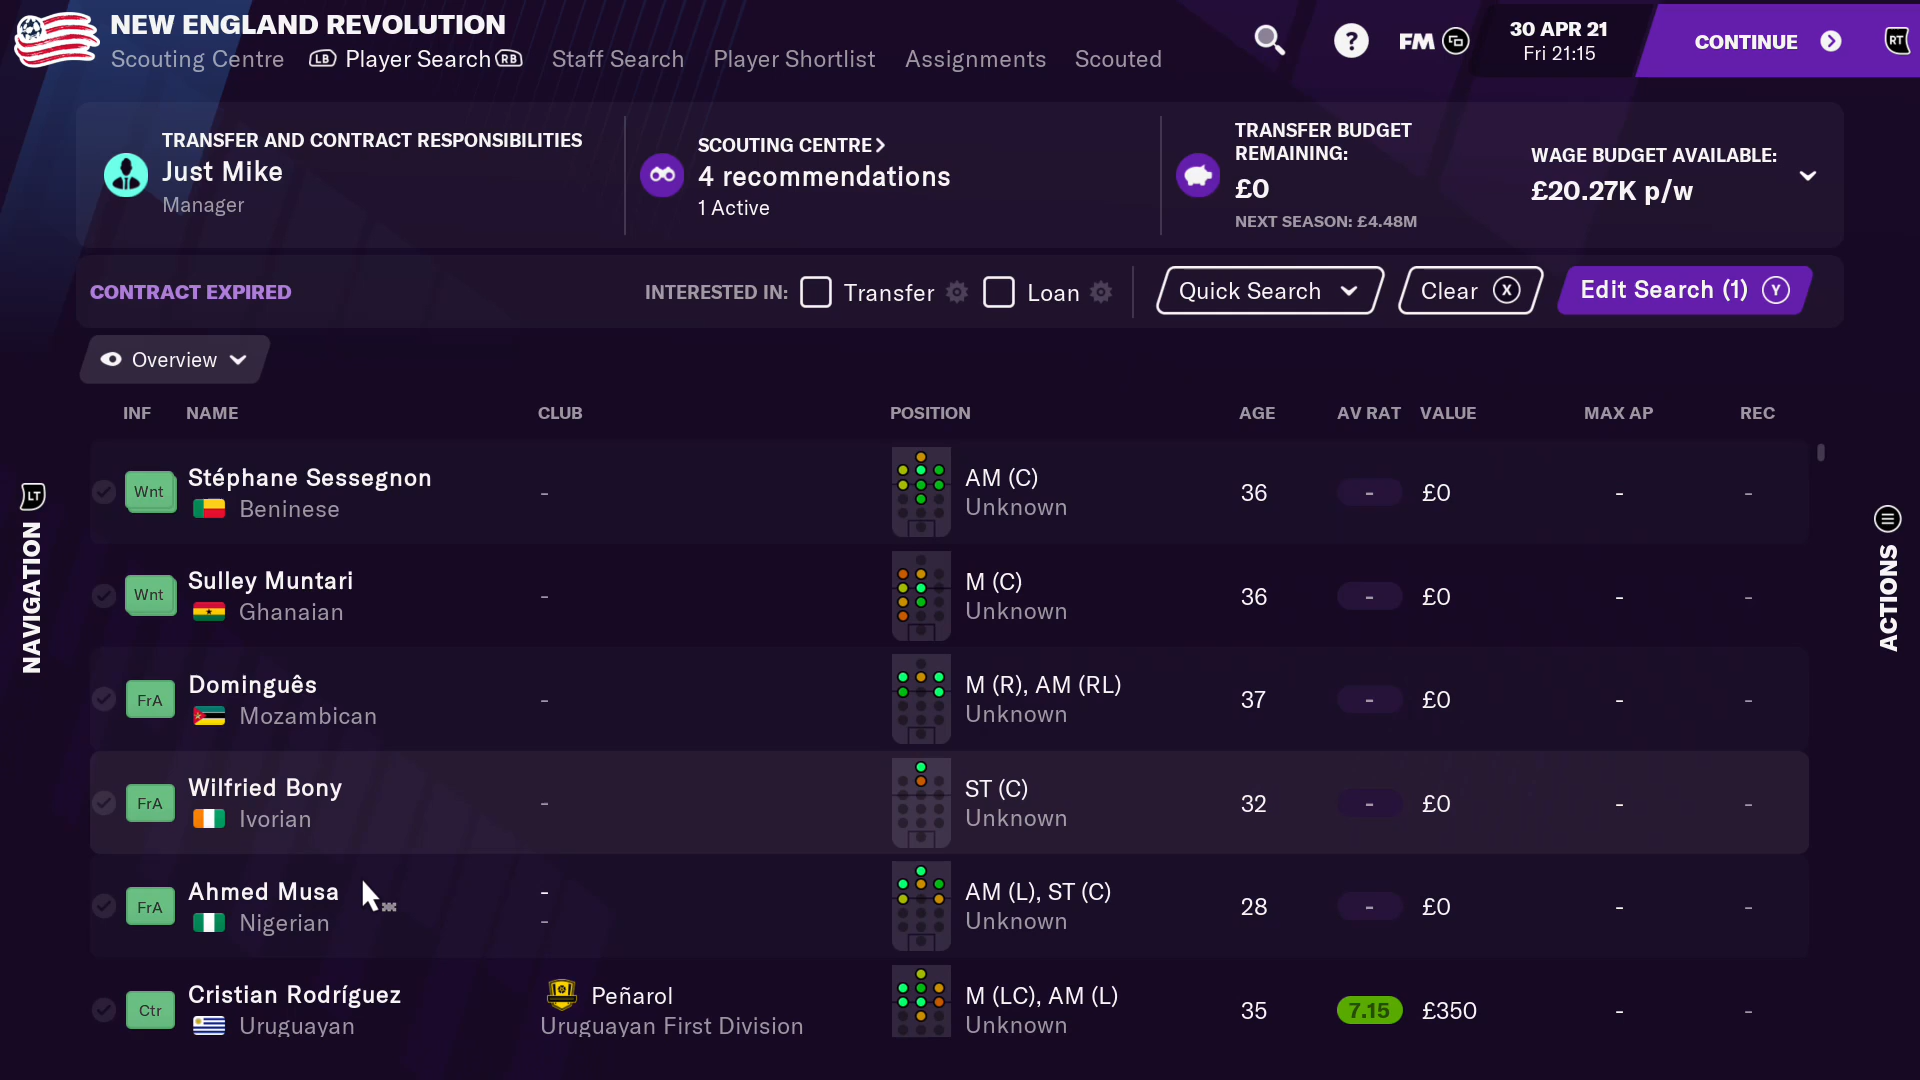 NEW ENGLAND REVOLUTION
Scouting Centre LB Player Search RB Staff Search Player Shortlist Assignments Scouted
? FM
30 APR 21
Fri 21:15
CONTINUE RT
TRANSFER AND CONTRACT RESPONSIBILITIES
Just Mike
Manager
SCOUTING CENTRE
4 recommendations
1 Active
TRANSFER BUDGET
REMAINING:
£0
NEXT SEASON: £4.48M
WAGE BUDGET AVAILABLE:
£20.27K p/w
CONTRACT EXPIRED
INTERESTED IN: Transfer Loan
Quick Search Clear X Edit Search (1) Y
Overview
INF NAME CLUB POSITION AGE AV RAT VALUE MAX AP REC
Wnt Stéphane Sessegnon - AM (C) 36 - £0 - -
Beninese Unknown
Wnt Sulley Muntari - M (C) 36 - £0 - -
Ghanaian Unknown
FrA Dominguês - M (R), AM (RL) 37 - £0 - -
Mozambican Unknown
FrA Wilfried Bony - ST (C) 32 - £0 - -
Ivorian Unknown
FrA Ahmed Musa - AM (L), ST (C) 28 - £0 - -
Nigerian - Unknown
Ctr Cristian Rodríguez Peñarol M (LC), AM (L) 35 7.15 £350 - -
Uruguayan Uruguayan First Division Unknown
NAVIGATION LT
ACTIONS